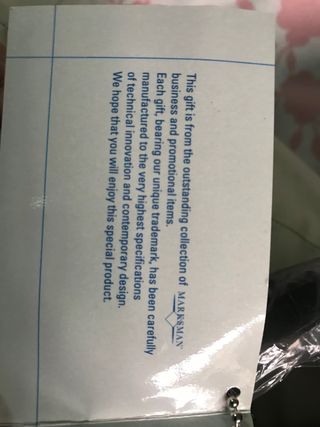 This gift is from the outstanding collection of MARKSMAN
business and promotional items.
Each gift, bearing our unique trademark, has been carefully
manufactured to the very highest specifications
of technical innovation and contemporary design.
We hope that you will enjoy this special product.